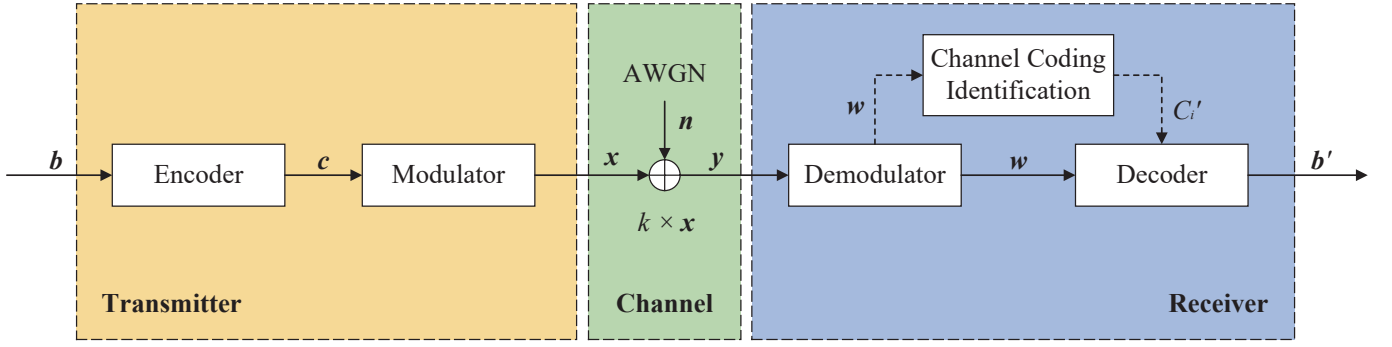 AWGN
n
Channel Coding
Identification
w
Cᵢ′
b
Encoder
c
Modulator
x
y
Demodulator
w
Decoder
b′
k × x
Transmitter
Channel
Receiver